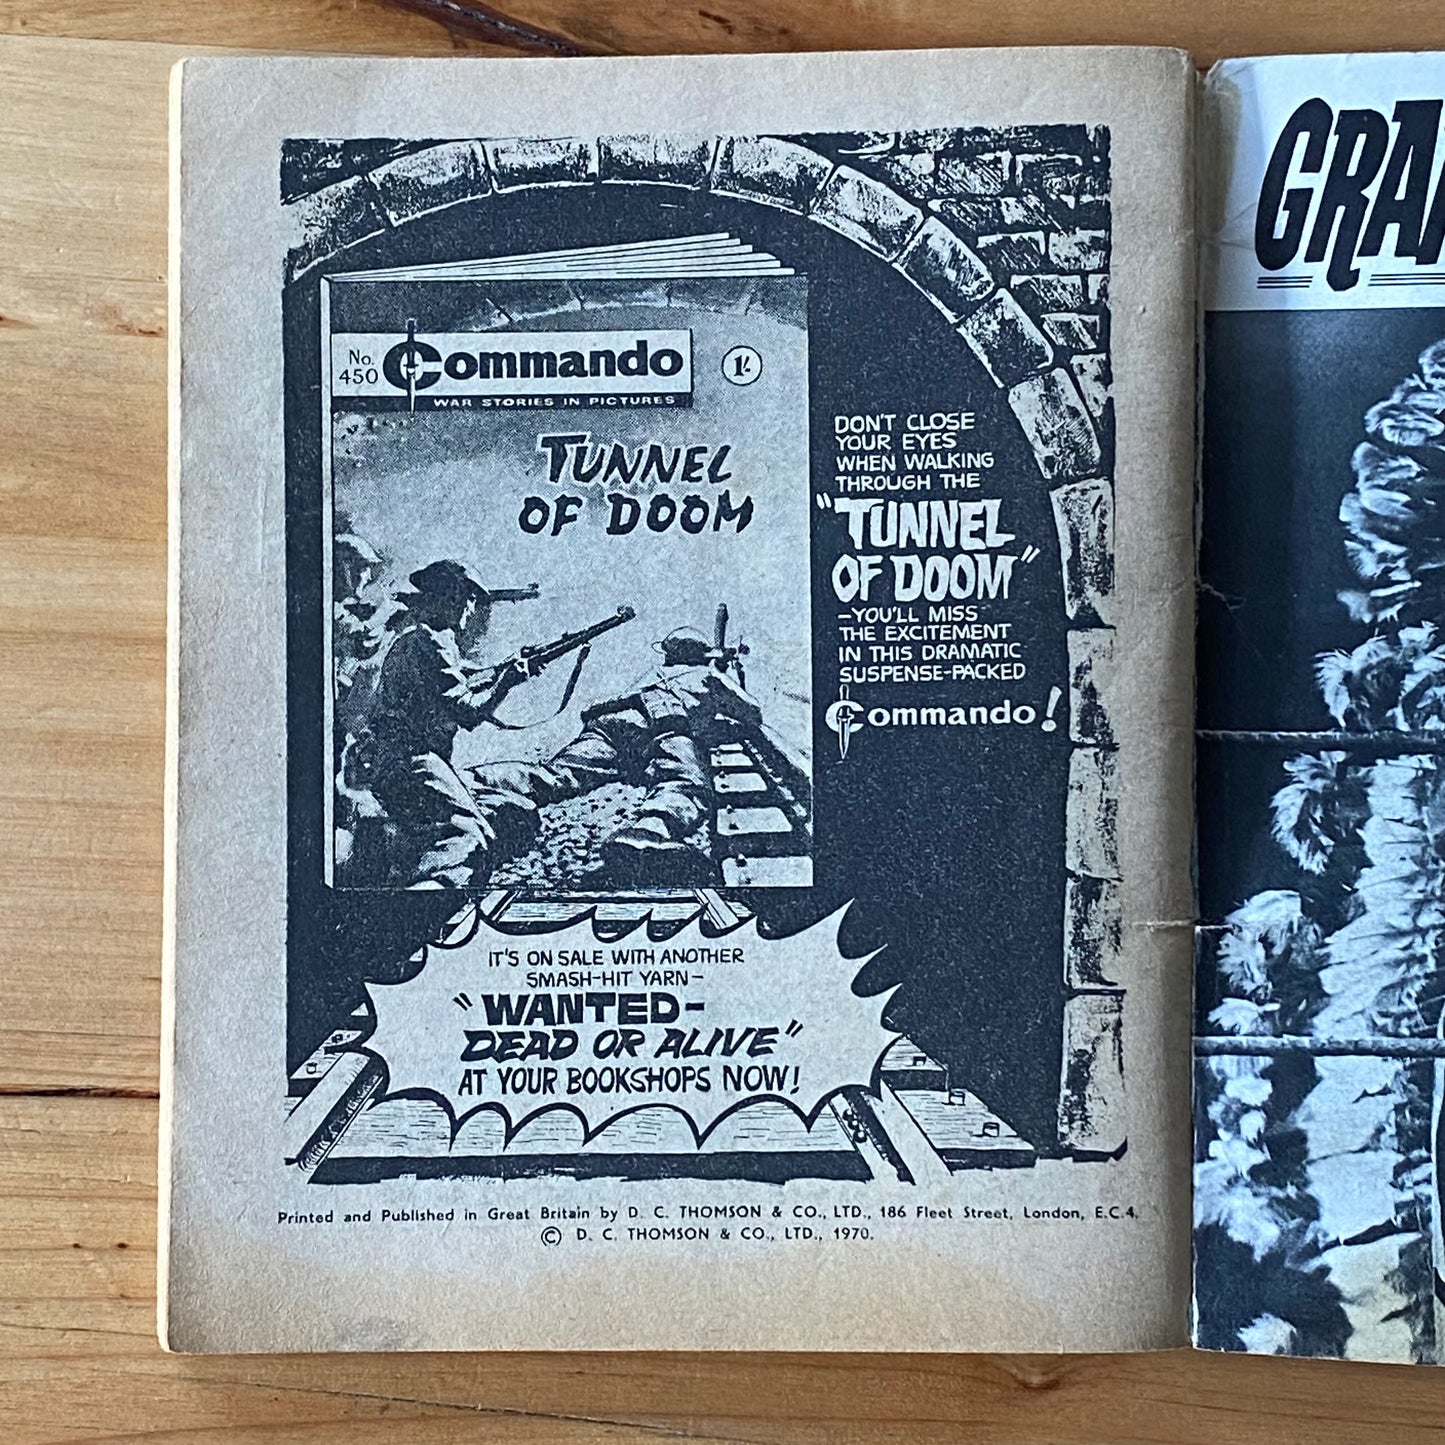 No.
450
Commando
1/-
WAR STORIES IN PICTURES
TUNNEL
OF DOOM
DON'T CLOSE
YOUR EYES
WHEN WALKING
THROUGH THE
"TUNNEL
OF DOOM"
—YOU'LL MISS
THE EXCITEMENT
IN THIS DRAMATIC
SUSPENSE-PACKED
Commando!
IT'S ON SALE WITH ANOTHER
SMASH-HIT YARN—
"WANTED—
DEAD OR ALIVE"
AT YOUR BOOKSHOPS NOW!
Printed and Published in Great Britain by D. C. THOMSON & CO., LTD., 186 Fleet Street, London, E.C.4.
© D. C. THOMSON & CO., LTD., 1970.